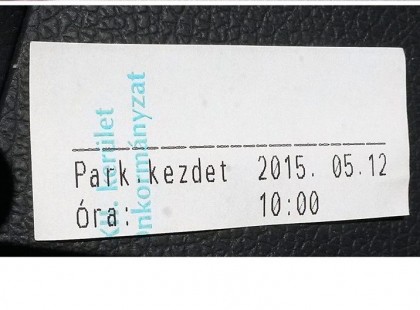 Park.kezdet 2015. 05.12
Óra: 10:00
kerület
önkormányzat